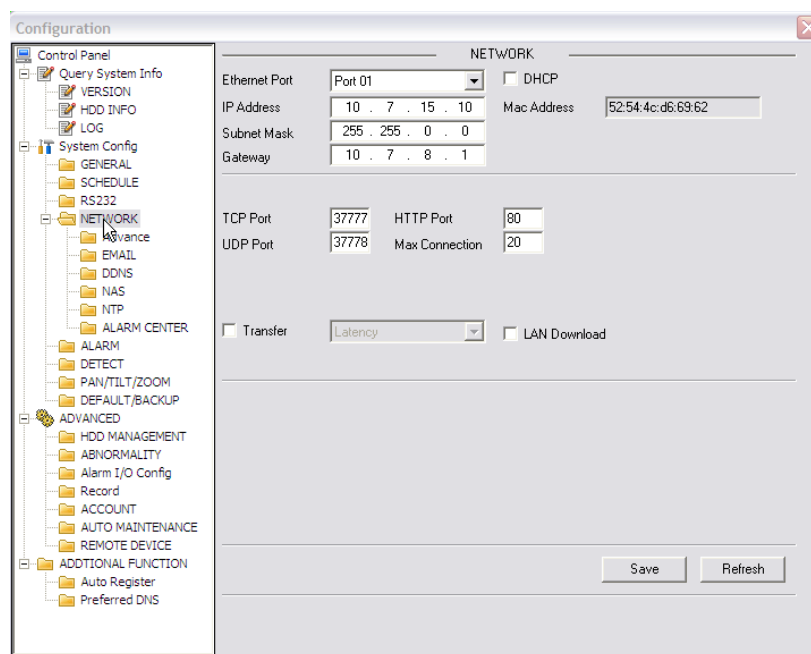 Configuration
Control Panel
Query System Info
VERSION
HDD INFO
LOG
System Config
GENERAL
SCHEDULE
RS232
NETWORK
Advance
EMAIL
DDNS
NAS
NTP
ALARM CENTER
ALARM
DETECT
PAN/TILT/ZOOM
DEFAULT/BACKUP
ADVANCED
HDD MANAGEMENT
ABNORMALITY
Alarm I/O Config
Record
ACCOUNT
AUTO MAINTENANCE
REMOTE DEVICE
ADDTIONAL FUNCTION
Auto Register
Preferred DNS
NETWORK
Ethernet Port Port 01 DHCP
IP Address 10 . 7 . 15 . 10 Mac Address 52:54:4c:d6:69:62
Subnet Mask 255 . 255 . 0 . 0
Gateway 10 . 7 . 8 . 1
TCP Port 37777 HTTP Port 80
UDP Port 37778 Max Connection 20
Transfer Latency LAN Download
Save Refresh